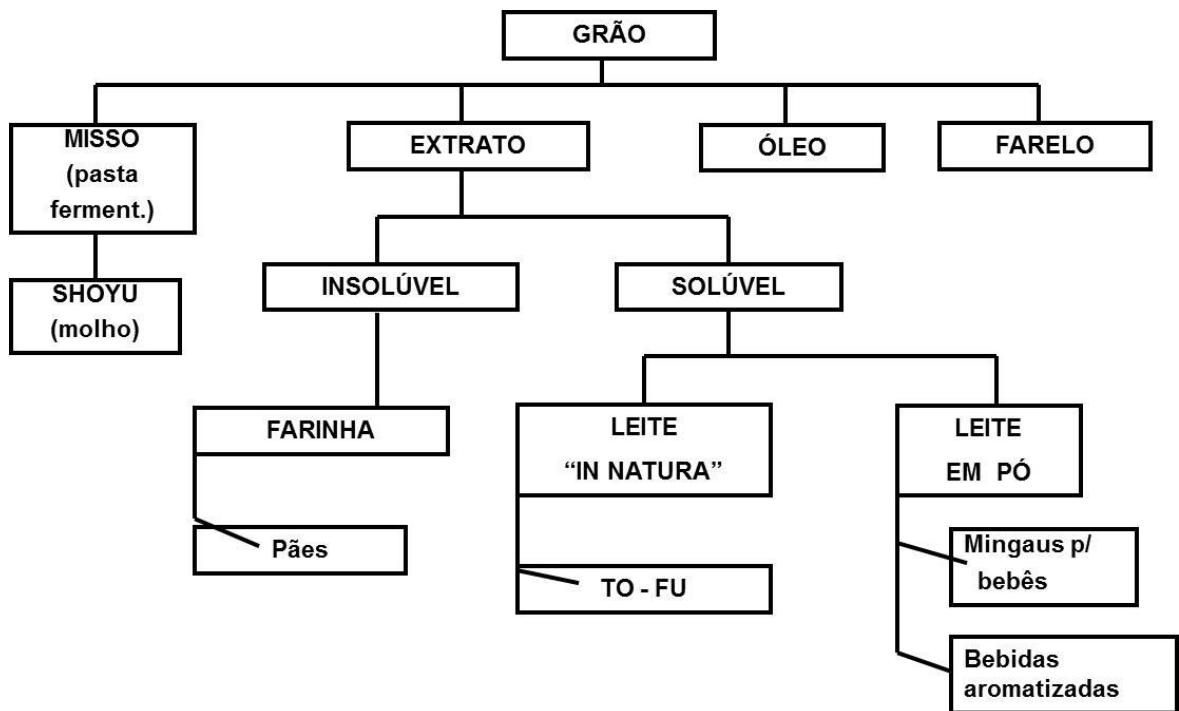 GRÃO
MISSO
(pasta
ferment.)
EXTRATO
ÓLEO
FARELO
SHOYU
(molho)
INSOLÚVEL
SOLÚVEL
FARINHA
LEITE
“IN NATURA”
LEITE
EM PÓ
Pães
TO - FU
Mingaus p/
bebês
Bebidas
aromatizadas